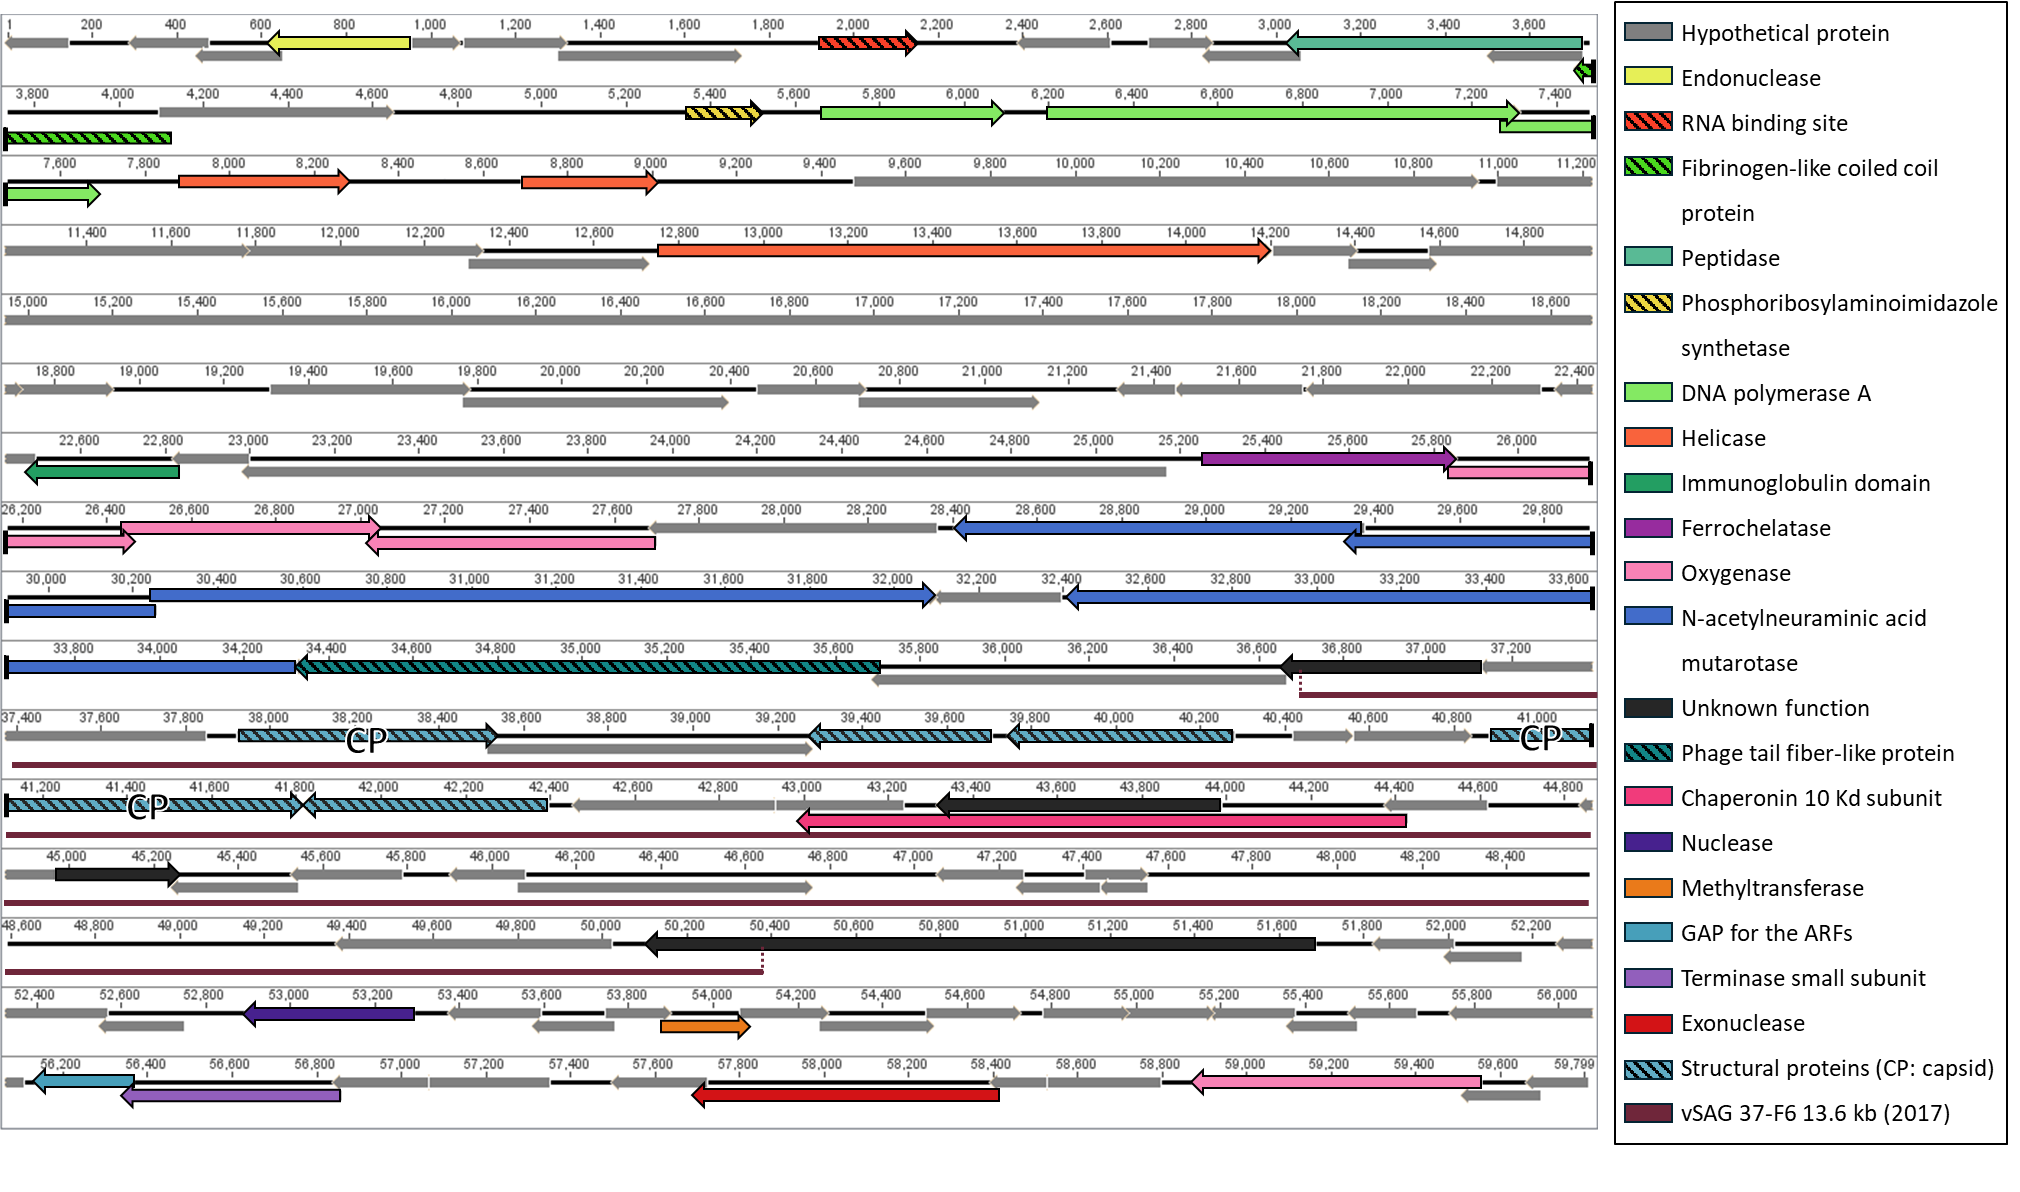 1 200 400 600 800 1,000 1,200 1,400 1,600 1,800 2,000 2,200 2,400 2,600 2,800 3,000 3,200 3,400 3,600
3,800 4,000 4,200 4,400 4,600 4,800 5,000 5,200 5,400 5,600 5,800 6,000 6,200 6,400 6,600 6,800 7,000 7,200 7,400
7,600 7,800 8,000 8,200 8,400 8,600 8,800 9,000 9,200 9,400 9,600 9,800 10,000 10,200 10,400 10,600 10,800 11,000 11,200
11,400 11,600 11,800 12,000 12,200 12,400 12,600 12,800 13,000 13,200 13,400 13,600 13,800 14,000 14,200 14,400 14,600 14,800
15,000 15,200 15,400 15,600 15,800 16,000 16,200 16,400 16,600 16,800 17,000 17,200 17,400 17,600 17,800 18,000 18,200 18,400 18,600
18,800 19,000 19,200 19,400 19,600 19,800 20,000 20,200 20,400 20,600 20,800 21,000 21,200 21,400 21,600 21,800 22,000 22,200 22,400
22,600 22,800 23,000 23,200 23,400 23,600 23,800 24,000 24,200 24,400 24,600 24,800 25,000 25,200 25,400 25,600 25,800 26,000
26,200 26,400 26,600 26,800 27,000 27,200 27,400 27,600 27,800 28,000 28,200 28,400 28,600 28,800 29,000 29,200 29,400 29,600 29,800
30,000 30,200 30,400 30,600 30,800 31,000 31,200 31,400 31,600 31,800 32,000 32,200 32,400 32,600 32,800 33,000 33,200 33,400 33,600
33,800 34,000 34,200 34,400 34,600 34,800 35,000 35,200 35,400 35,600 35,800 36,000 36,200 36,400 36,600 36,800 37,000 37,200
37,400 37,600 37,800 38,000 38,200 38,400 38,600 38,800 39,000 39,200 39,400 39,600 39,800 40,000 40,200 40,400 40,600 40,800 41,000
CP CP
41,200 41,400 41,600 41,800 42,000 42,200 42,400 42,600 42,800 43,000 43,200 43,400 43,600 43,800 44,000 44,200 44,400 44,600 44,800
CP
45,000 45,200 45,400 45,600 45,800 46,000 46,200 46,400 46,600 46,800 47,000 47,200 47,400 47,600 47,800 48,000 48,200 48,400
48,600 48,800 49,000 49,200 49,400 49,600 49,800 50,000 50,200 50,400 50,600 50,800 51,000 51,200 51,400 51,600 51,800 52,000 52,200
52,400 52,600 52,800 53,000 53,200 53,400 53,600 53,800 54,000 54,200 54,400 54,600 54,800 55,000 55,200 55,400 55,600 55,800 56,000
56,200 56,400 56,600 56,800 57,000 57,200 57,400 57,600 57,800 58,000 58,200 58,400 58,600 58,800 59,000 59,200 59,400 59,600 59,799
Hypothetical protein
Endonuclease
RNA binding site
Fibrinogen-like coiled coil
protein
Peptidase
Phosphoribosylaminoimidazole
synthetase
DNA polymerase A
Helicase
Immunoglobulin domain
Ferrochelatase
Oxygenase
N-acetylneuraminic acid
mutarotase
Unknown function
Phage tail fiber-like protein
Chaperonin 10 Kd subunit
Nuclease
Methyltransferase
GAP for the ARFs
Terminase small subunit
Exonuclease
Structural proteins (CP: capsid)
vSAG 37-F6 13.6 kb (2017)